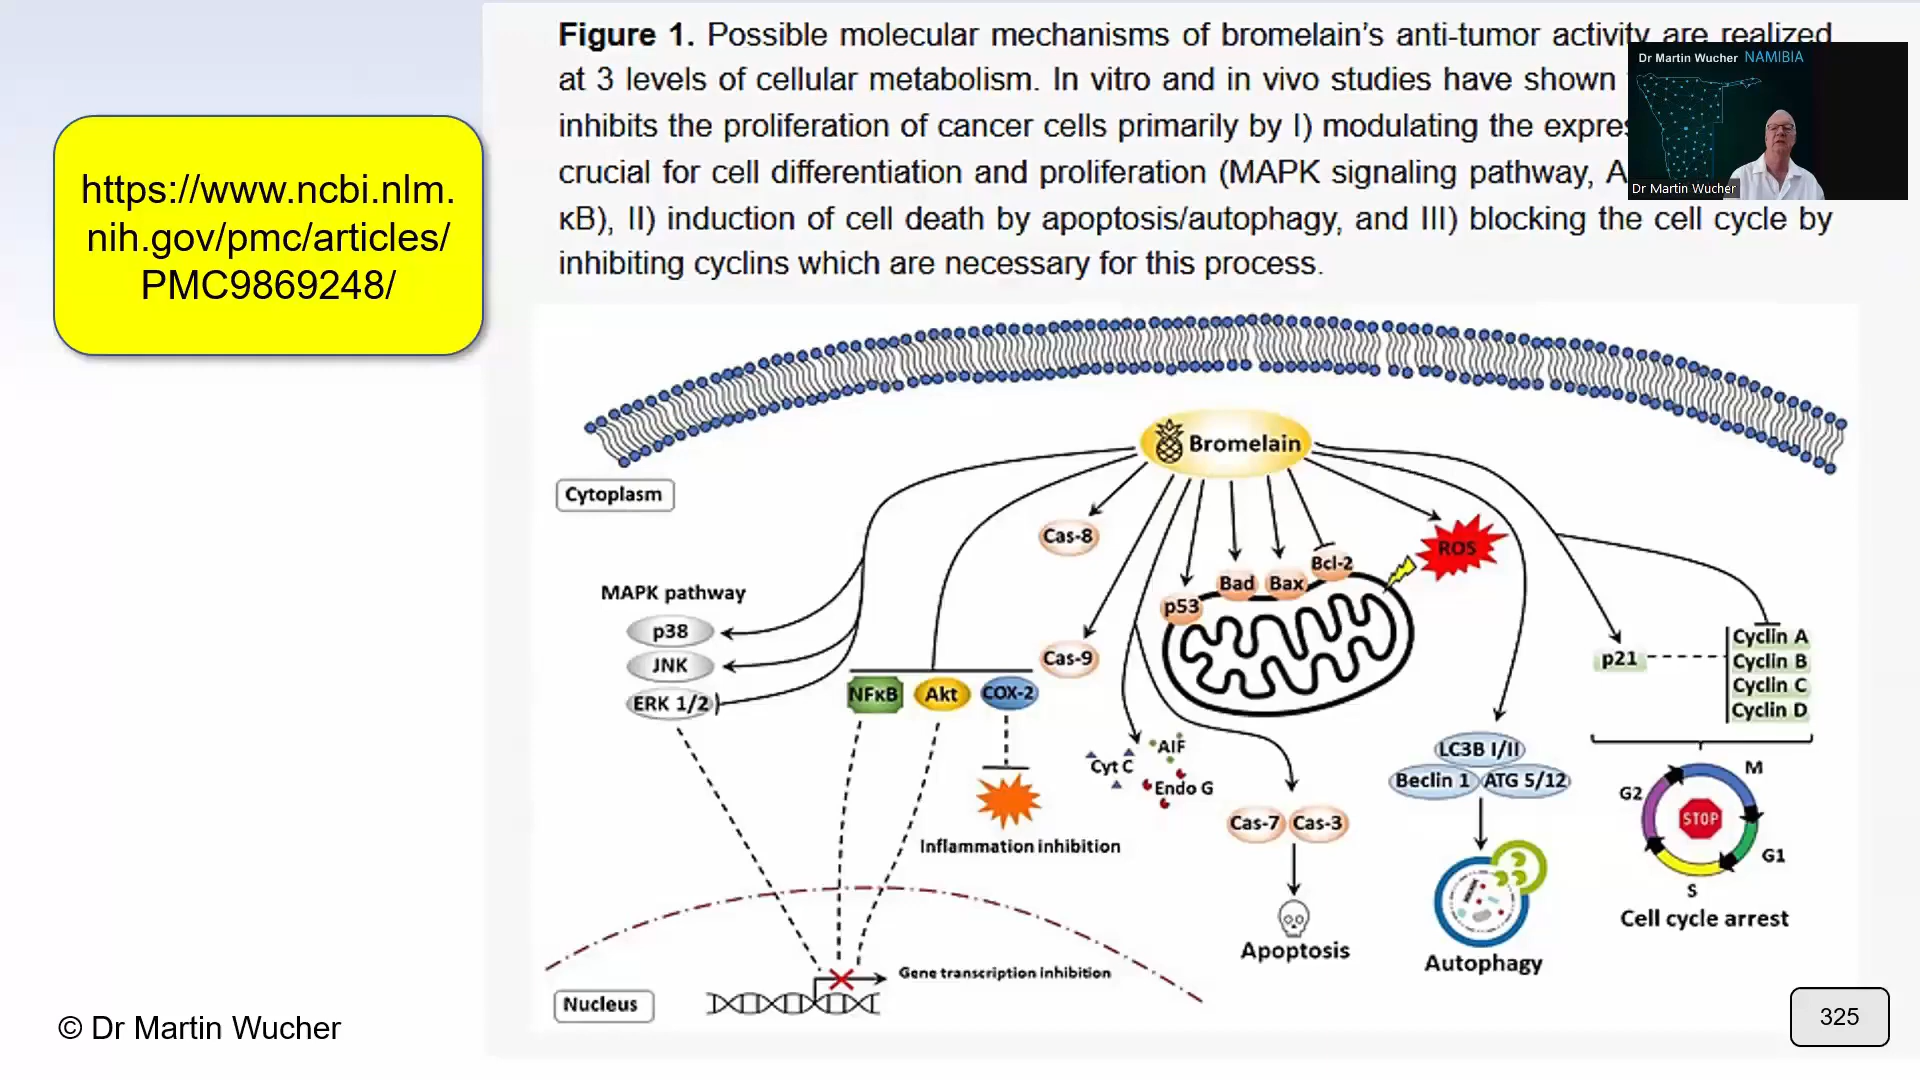 Figure 1. Possible molecular mechanisms of bromelain's anti-tumor activity are realized
at 3 levels of cellular metabolism. In vitro and in vivo studies have shown
inhibits the proliferation of cancer cells primarily by I) modulating the expres
crucial for cell differentiation and proliferation (MAPK signaling pathway, A
κB), II) induction of cell death by apoptosis/autophagy, and III) blocking the cell cycle by
inhibiting cyclins which are necessary for this process.
Dr Martin Wucher NAMIBIA
Dr Martin Wucher
https://www.ncbi.nlm.
nih.gov/pmc/articles/
PMC9869248/
Bromelain
Cytoplasm
Cas-8
ROS
Bcl-2
Bad
Bax
p53
MAPK pathway
p38
JNK
ERK 1/2
Cas-9
NFκB
Akt
COX-2
p21
Cyclin A
Cyclin B
Cyclin C
Cyclin D
Cyt C
AIF
Endo G
LC3B I/II
Beclin 1
ATG 5/12
Inflammation inhibition
Cas-7
Cas-3
M
G2
STOP
G1
S
Cell cycle arrest
Apoptosis
Autophagy
Gene transcription inhibition
Nucleus
© Dr Martin Wucher
325